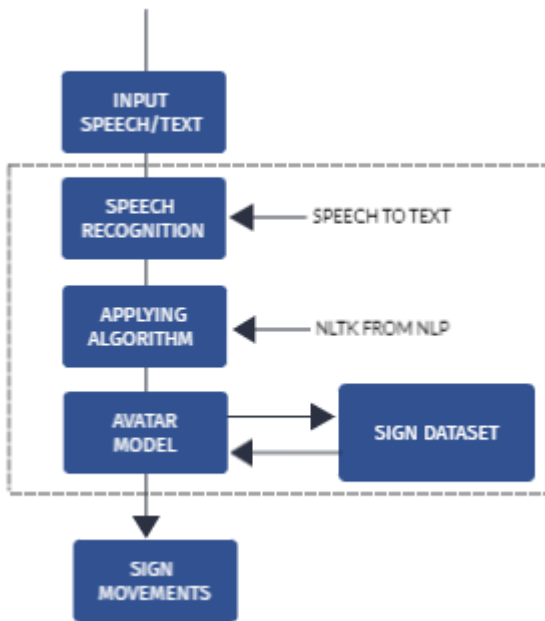 INPUT
SPEECH/TEXT
SPEECH
RECOGNITION
SPEECH TO TEXT
APPLYING
ALGORITHM
NLTK FROM NLP
AVATAR
MODEL
SIGN DATASET
SIGN
MOVEMENTS